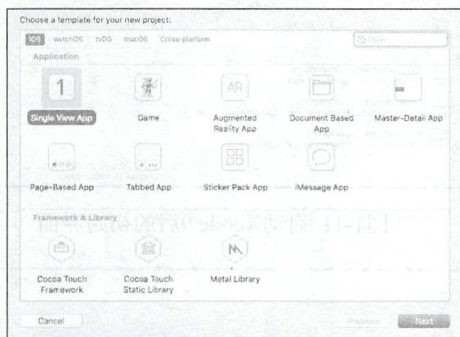 Choose a template for your new project:
iOS watchOS tvOS macOS Cross-platform
Application
1
Single View App
Game
AR
Augmented
Reality App
Document Based
App
Master-Detail App
Page-Based App
Tabbed App
Sticker Pack App
iMessage App
Framework & Library
Cocoa Touch
Framework
Cocoa Touch
Static Library
Metal Library
Cancel
Previous
Next